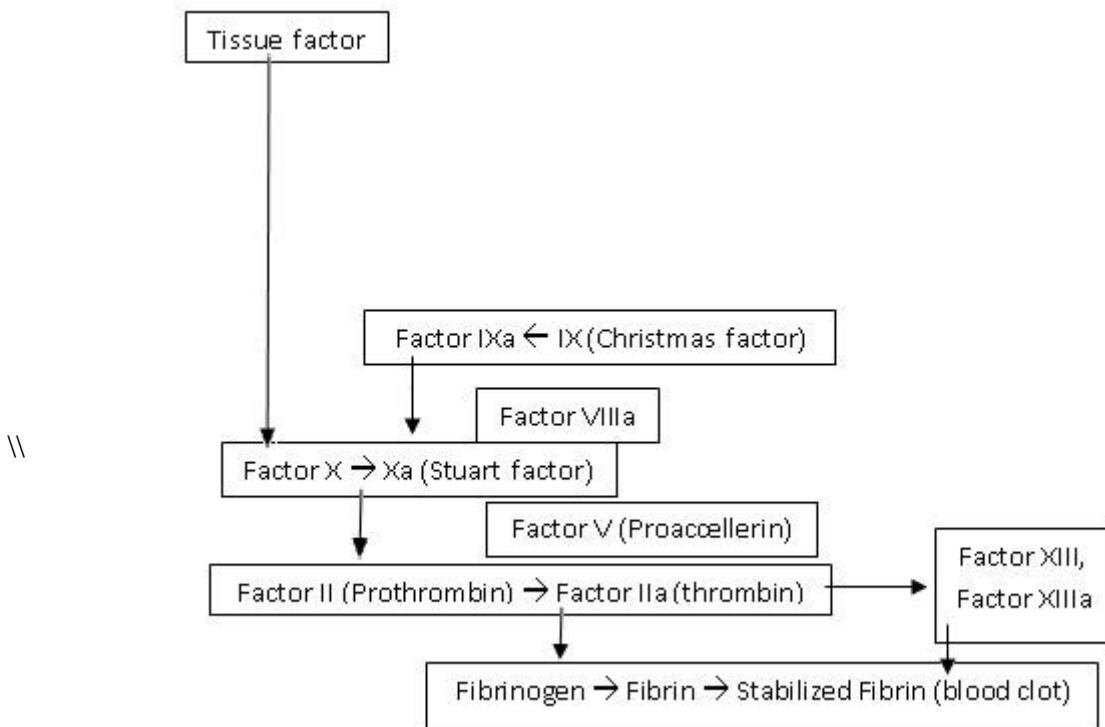 Tissue factor
Factor IXa ← IX (Christmas factor)
Factor VIIIa
\\
Factor X → Xa (Stuart factor)
Factor V (Proaccellerin)
Factor XIII,
Factor XIIIa
Factor II (Prothrombin) → Factor IIa (thrombin)
Fibrinogen → Fibrin → Stabilized Fibrin (blood clot)